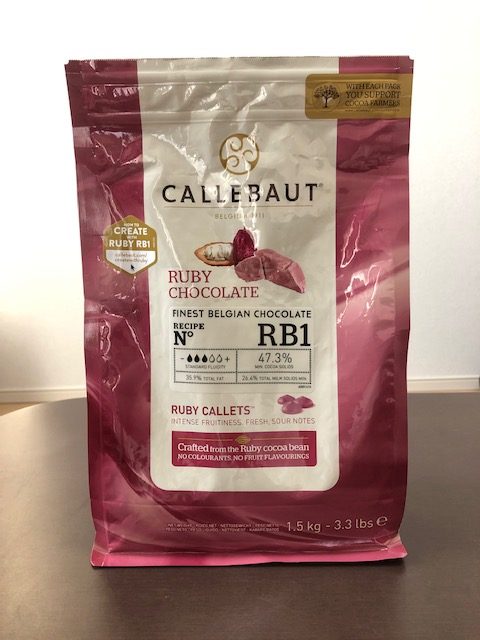 WITH EACH PACK
YOU SUPPORT
COCOA FARMERS
CALLEBAUT
BELGIUM 1911
HOW TO
CREATE
WITH
RUBY RB1
callebaut.com/
RUBY
CHOCOLATE
FINEST BELGIAN CHOCOLATE
RECIPE
Nº
RB1
- +
STANDARD FLUIDITY
47.3%
MIN. COCOA SOLIDS
35.9% TOTAL FAT
26.4% TOTAL MILK SOLIDS MIN.
RUBY CALLETS™
INTENSE FRUITINESS. FRESH, SOUR NOTES
Crafted from the Ruby cocoa bean
NO COLOURANTS, NO FRUIT FLAVOURINGS
1.5 kg - 3.3 lbs e